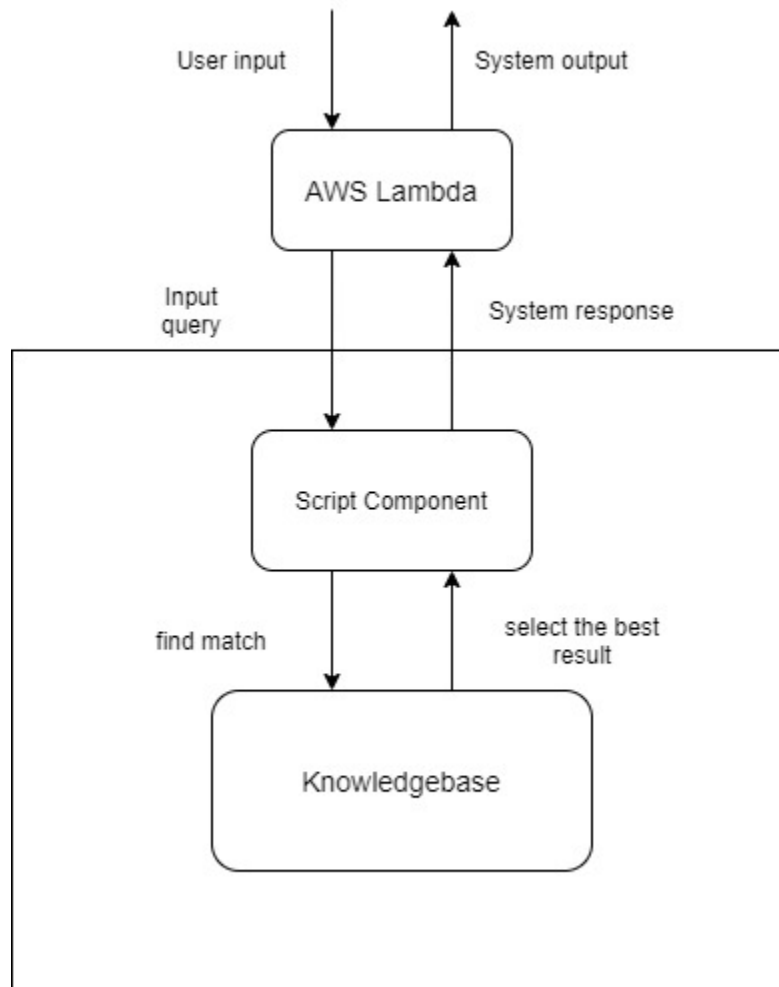 User input
System output
AWS Lambda
Input
query
System response
Script Component
find match
select the best
result
Knowledgebase